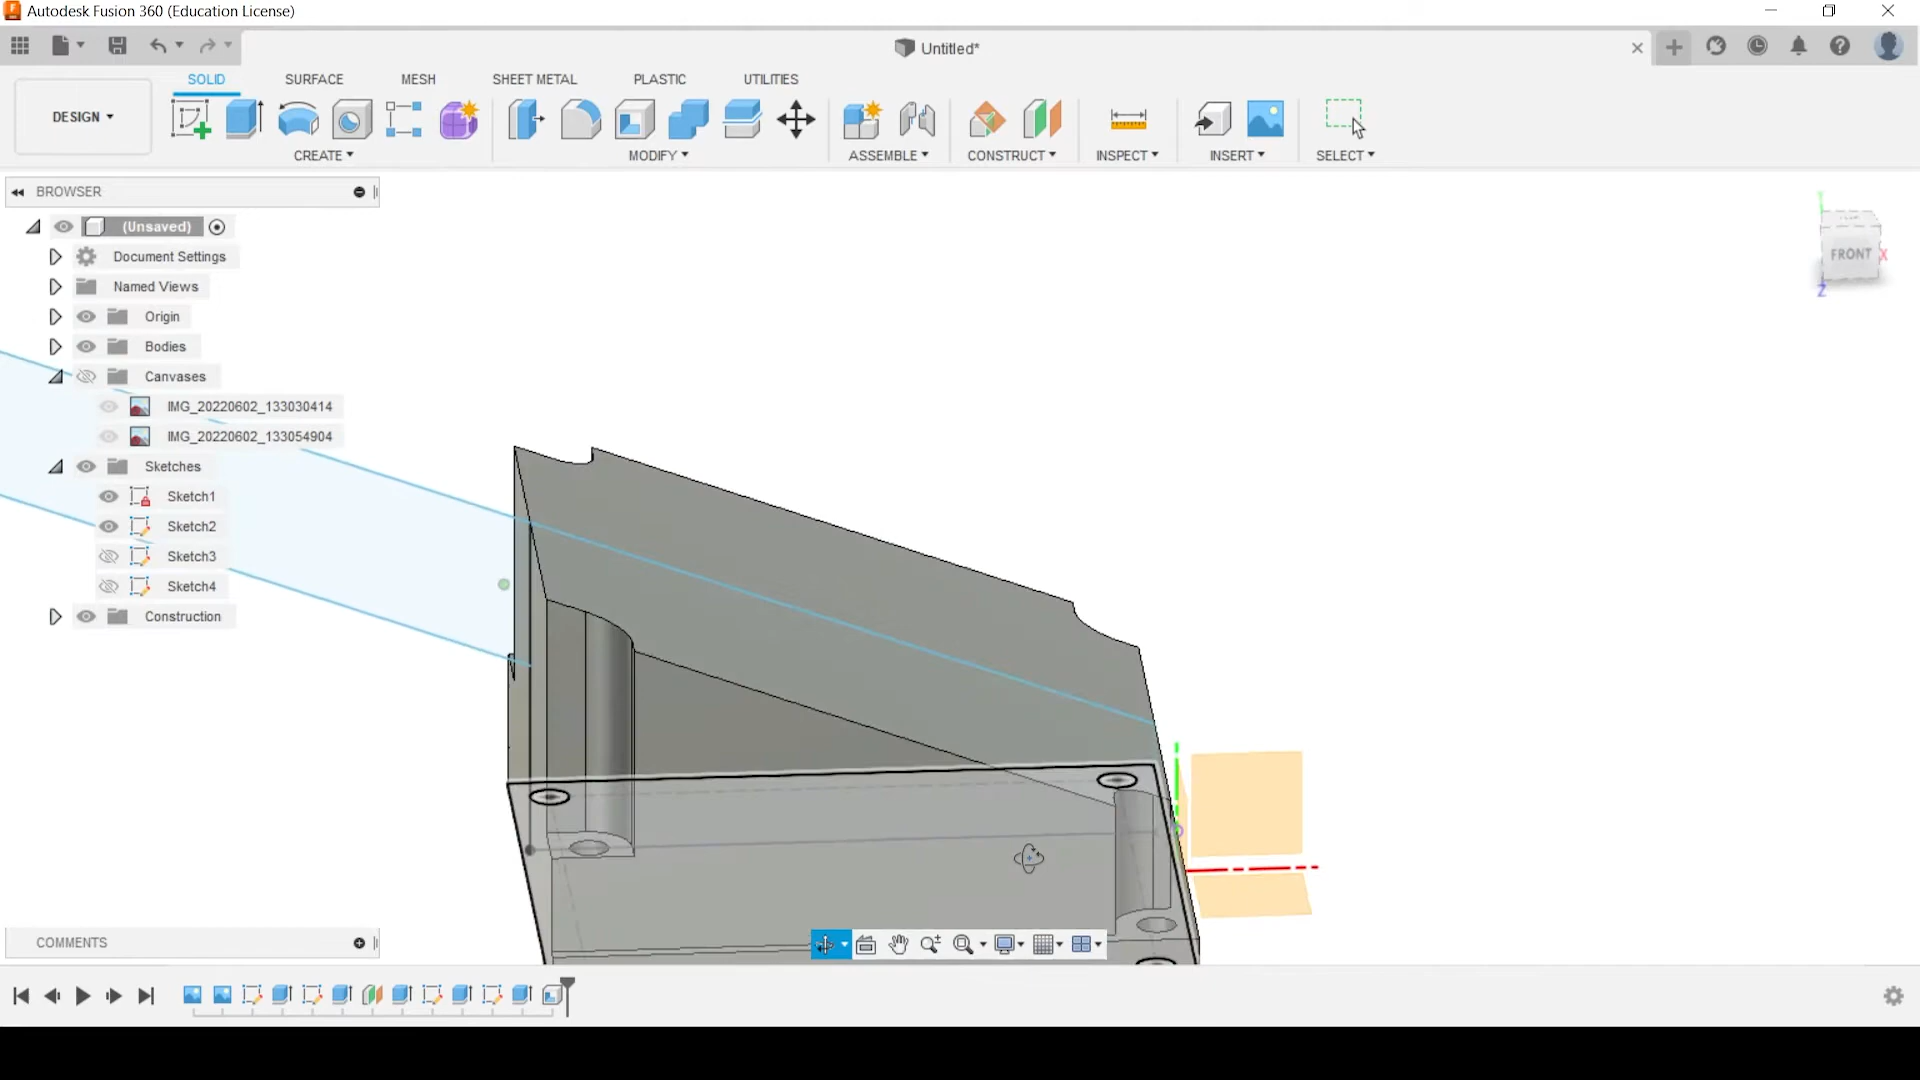 Autodesk Fusion 360 (Education License)
Untitled*
SOLID SURFACE MESH SHEET METAL PLASTIC UTILITIES
DESIGN
CREATE MODIFY ASSEMBLE CONSTRUCT INSPECT INSERT SELECT
BROWSER
(Unsaved)
Document Settings
Named Views
Origin
Bodies
Canvases
IMG_20220602_133030414
IMG_20220602_133054904
Sketches
Sketch1
Sketch2
Sketch3
Sketch4
Construction
FRONT
X
Z
COMMENTS